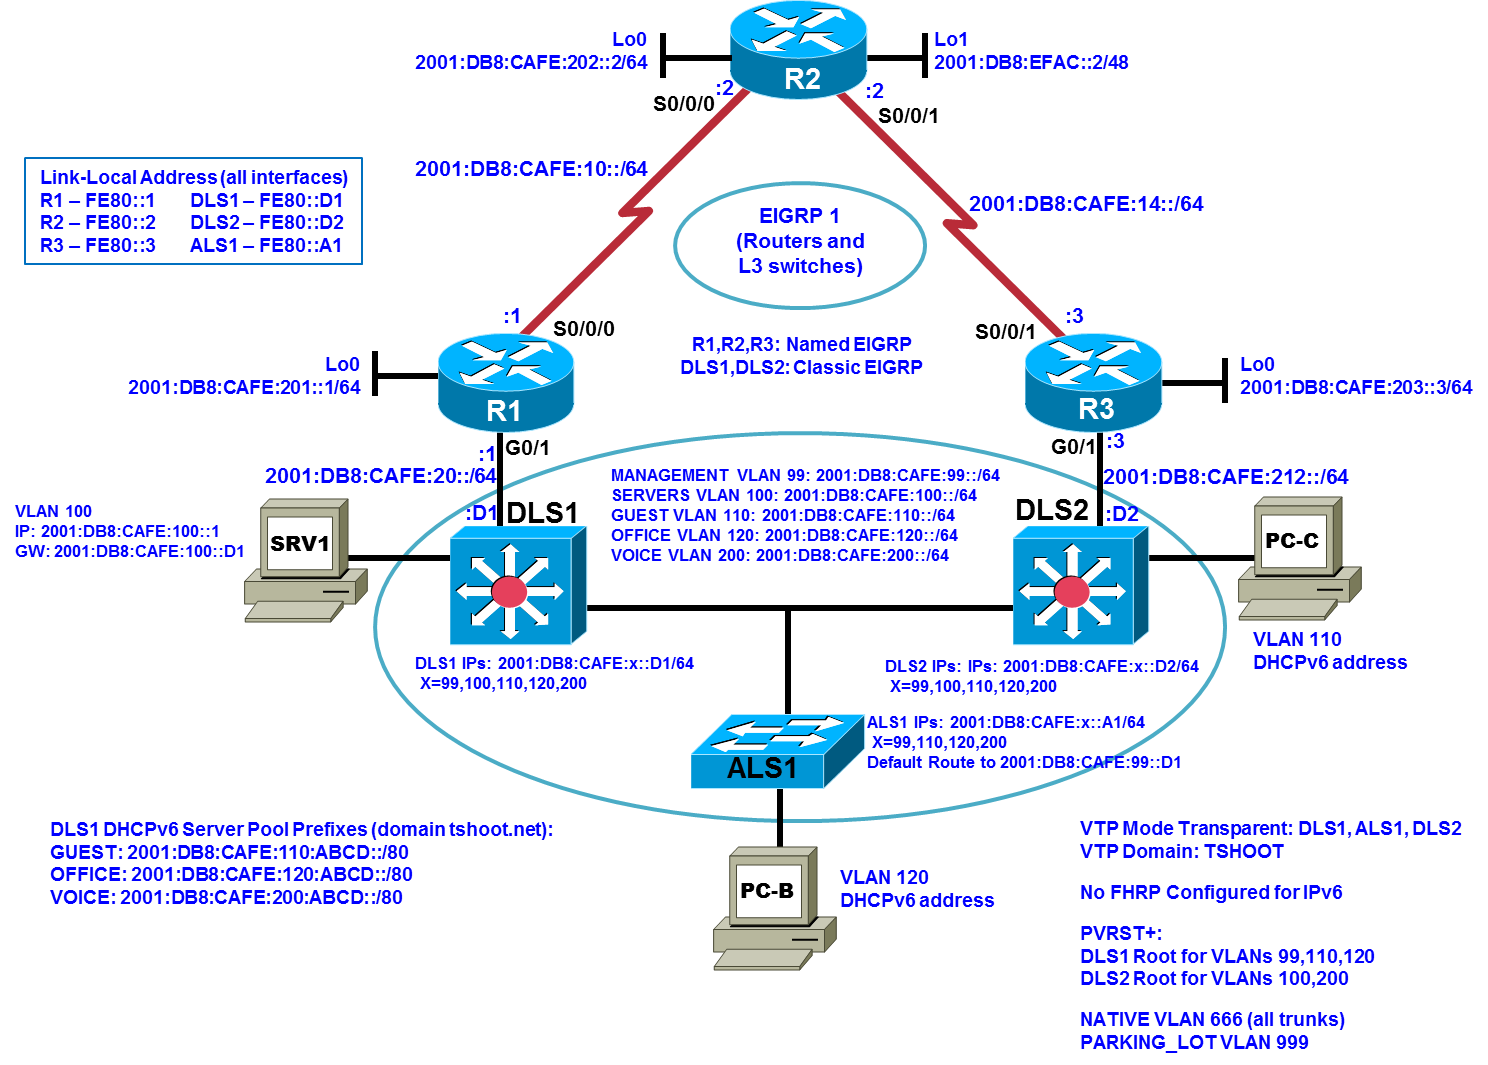 Lo0
2001:DB8:CAFE:202::2/64
R2
Lo1
2001:DB8:EFAC::2/48
:2
S0/0/0
:2
S0/0/1
2001:DB8:CAFE:10::/64
2001:DB8:CAFE:14::/64
Link-Local Address (all interfaces)
R1 – FE80::1 DLS1 – FE80::D1
R2 – FE80::2 DLS2 – FE80::D2
R3 – FE80::3 ALS1 – FE80::A1
EIGRP 1
(Routers and
L3 switches)
:1
S0/0/0
S0/0/1
:3
R1,R2,R3: Named EIGRP
DLS1,DLS2: Classic EIGRP
Lo0
2001:DB8:CAFE:201::1/64
R1
R3
Lo0
2001:DB8:CAFE:203::3/64
:1
G0/1
2001:DB8:CAFE:20::/64
G0/1
:3
2001:DB8:CAFE:212::/64
MANAGEMENT VLAN 99: 2001:DB8:CAFE:99::/64
SERVERS VLAN 100: 2001:DB8:CAFE:100::/64
GUEST VLAN 110: 2001:DB8:CAFE:110::/64
OFFICE VLAN 120: 2001:DB8:CAFE:120::/64
VOICE VLAN 200: 2001:DB8:CAFE:200::/64
VLAN 100
IP: 2001:DB8:CAFE:100::1
GW: 2001:DB8:CAFE:100::D1
SRV1
:D1
DLS1
DLS2
:D2
PC-C
VLAN 110
DHCPv6 address
DLS1 IPs: 2001:DB8:CAFE:x::D1/64
X=99,100,110,120,200
DLS2 IPs: IPs: 2001:DB8:CAFE:x::D2/64
X=99,100,110,120,200
ALS1 IPs: 2001:DB8:CAFE:x::A1/64
X=99,110,120,200
Default Route to 2001:DB8:CAFE:99::D1
ALS1
DLS1 DHCPv6 Server Pool Prefixes (domain tshoot.net):
GUEST: 2001:DB8:CAFE:110:ABCD::/80
OFFICE: 2001:DB8:CAFE:120:ABCD::/80
VOICE: 2001:DB8:CAFE:200:ABCD::/80
PC-B
VLAN 120
DHCPv6 address
VTP Mode Transparent: DLS1, ALS1, DLS2
VTP Domain: TSHOOT
No FHRP Configured for IPv6
PVRST+:
DLS1 Root for VLANs 99,110,120
DLS2 Root for VLANs 100,200
NATIVE VLAN 666 (all trunks)
PARKING_LOT VLAN 999